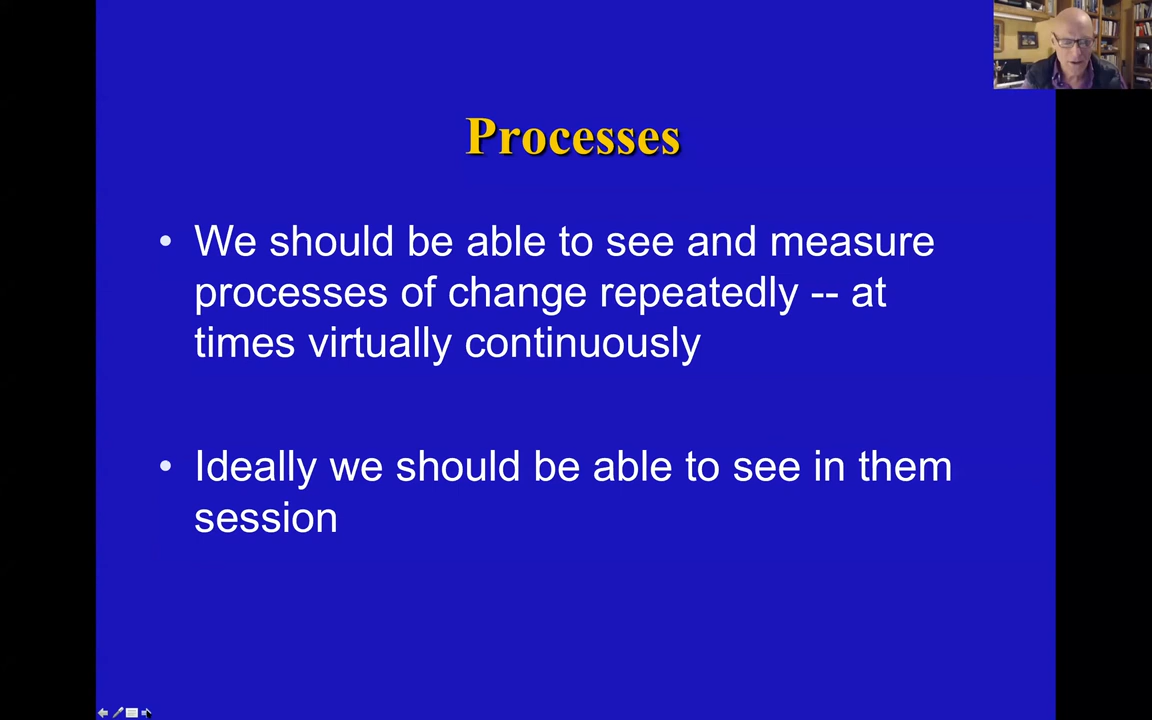 Processes
• We should be able to see and measure
processes of change repeatedly -- at
times virtually continuously
• Ideally we should be able to see in them
session